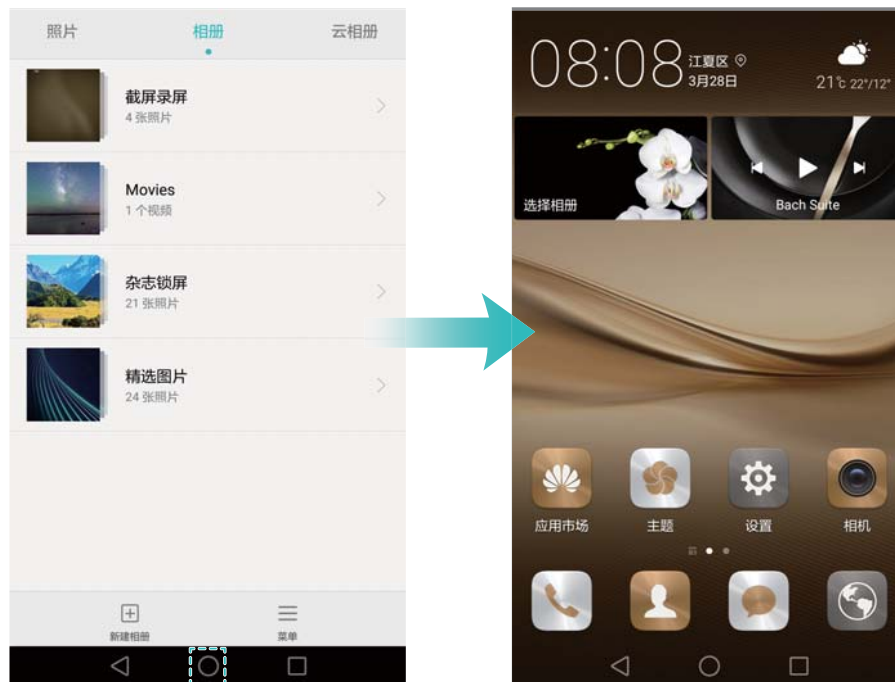 照片
相册
云相册
截屏录屏
4 张照片
Movies
1 个视频
杂志锁屏
21 张照片
精选图片
24 张照片
新建相册
菜单
08:08
江夏区
3月28日
21℃ 22°/12°
选择相册
Bach Suite
应用市场
主题
设置
相机